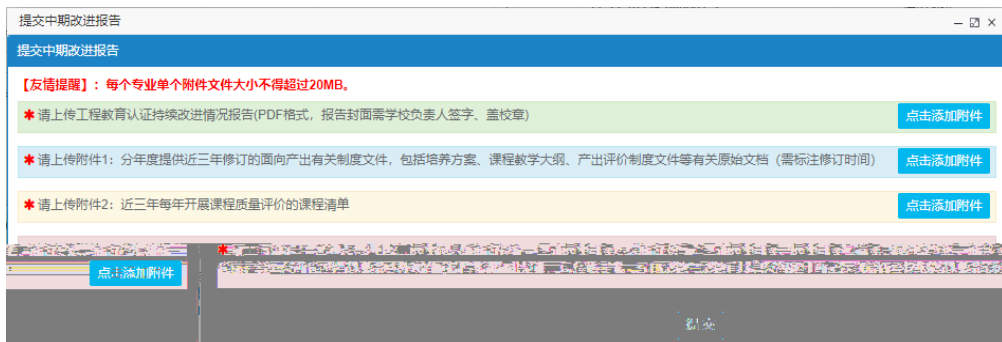 提交中期改进报告
提交中期改进报告
【友情提醒】：每个专业单个附件文件大小不得超过20MB。
✱请上传工程教育认证持续改进情况报告(PDF格式，报告封面需学校负责人签字、盖校章)
点击添加附件
✱请上传附件1：分年度提供近三年修订的面向产出有关制度文件，包括培养方案、课程教学大纲、产出评价制度文件等有关原始文档（需标注修订时间）
点击添加附件
✱请上传附件2：近三年每年开展课程质量评价的课程清单
点击添加附件
✱
点击添加附件
提交